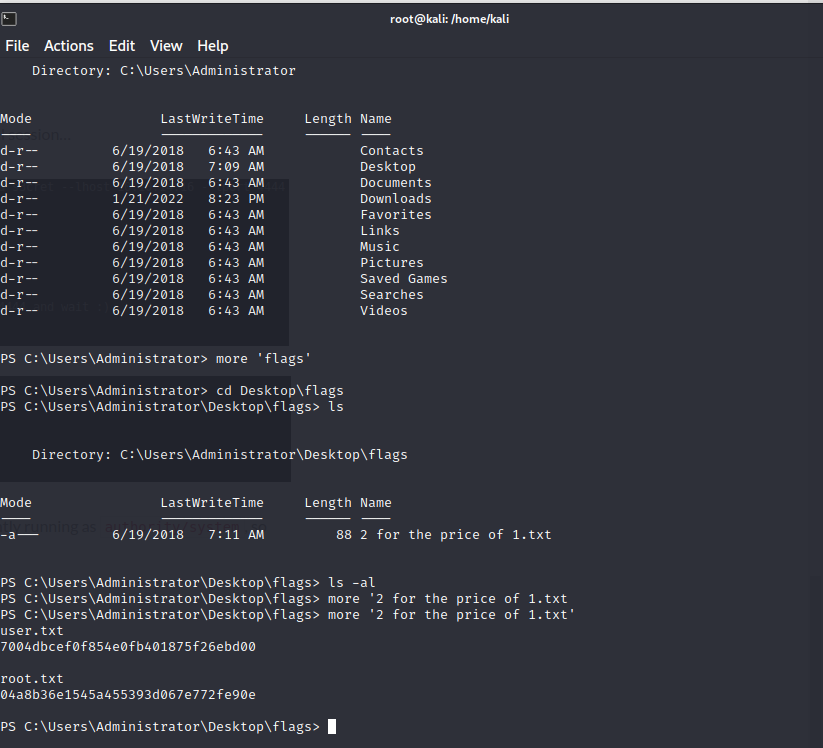 root@kali: /home/kali
File Actions Edit View Help
Directory: C:\Users\Administrator
Mode LastWriteTime Length Name
---- ------------- ------ ----
d-r-- 6/19/2018 6:43 AM Contacts
d-r-- 6/19/2018 7:09 AM Desktop
d-r-- 6/19/2018 6:43 AM Documents
d-r-- 1/21/2022 8:23 PM Downloads
d-r-- 6/19/2018 6:43 AM Favorites
d-r-- 6/19/2018 6:43 AM Links
d-r-- 6/19/2018 6:43 AM Music
d-r-- 6/19/2018 6:43 AM Pictures
d-r-- 6/19/2018 6:43 AM Saved Games
d-r-- 6/19/2018 6:43 AM Searches
d-r-- 6/19/2018 6:43 AM Videos
PS C:\Users\Administrator> more 'flags'
PS C:\Users\Administrator> cd Desktop\flags
PS C:\Users\Administrator\Desktop\flags> ls
Directory: C:\Users\Administrator\Desktop\flags
Mode LastWriteTime Length Name
---- ------------- ------ ----
-a--- 6/19/2018 7:11 AM 88 2 for the price of 1.txt
PS C:\Users\Administrator\Desktop\flags> ls -al
PS C:\Users\Administrator\Desktop\flags> more '2 for the price of 1.txt
PS C:\Users\Administrator\Desktop\flags> more '2 for the price of 1.txt'
user.txt
7004dbcef0f854e0fb401875f26ebd00
root.txt
04a8b36e1545a455393d067e772fe90e
PS C:\Users\Administrator\Desktop\flags>